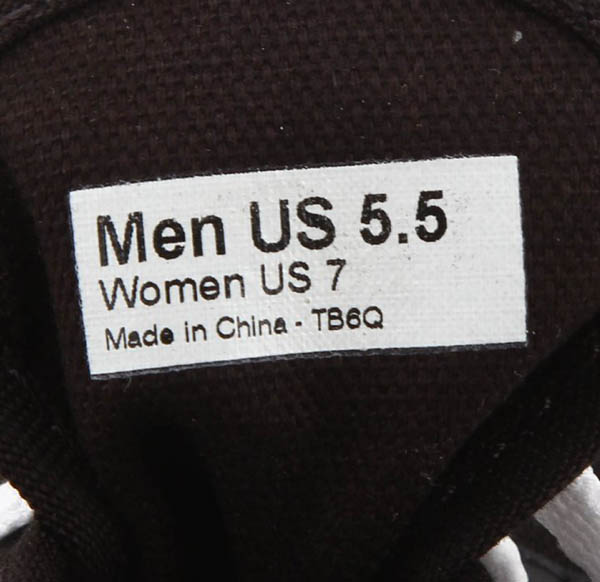 Men US 5.5
Women US 7
Made in China - TB6Q